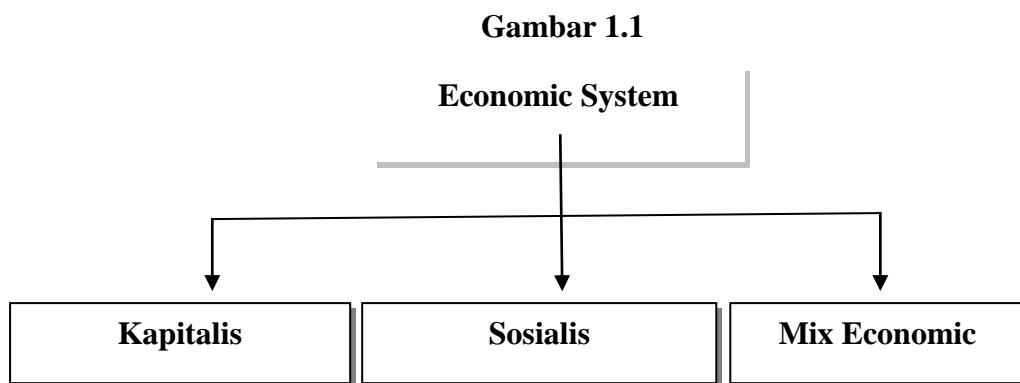 Gambar 1.1
Economic System
Kapitalis
Sosialis
Mix Economic